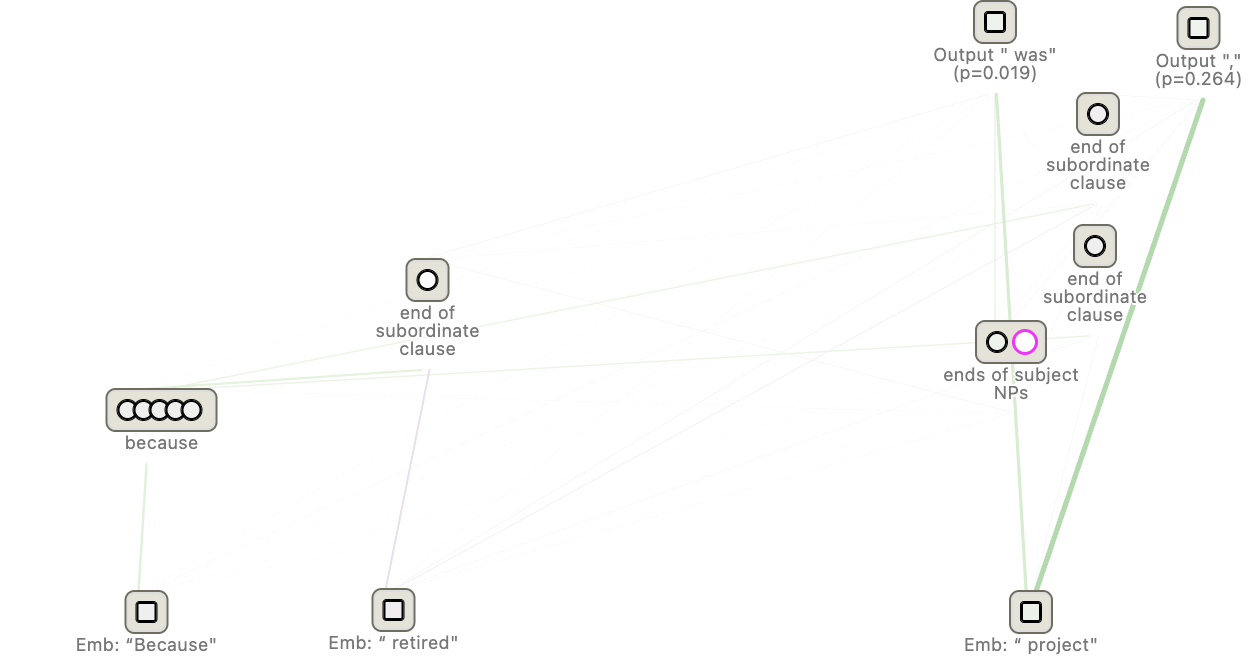 Output " was"
(p=0.019)
Output ","
(p=0.264)
end of
subordinate
clause
end of
subordinate
clause
end of
subordinate
clause
ends of subject
NPs
because
Emb: “Because"
Emb: “ retired"
Emb: “ project"